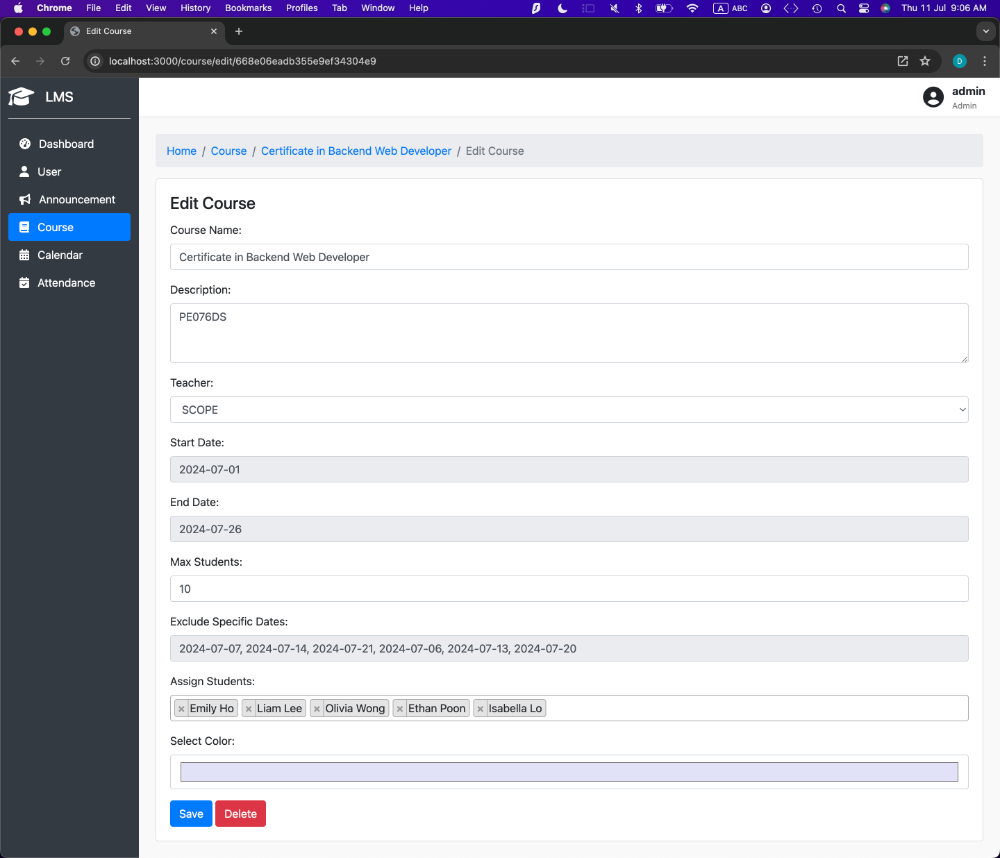 Chrome File Edit View History Bookmarks Profiles Tab Window Help A ABC Thu 11 Jul 9:06 AM
Edit Course
localhost:3000/course/edit/668e06eadb355e9ef34304e9 D
LMS
admin
Admin
Dashboard
User
Announcement
Course
Calendar
Attendance
Home / Course / Certificate in Backend Web Developer / Edit Course
Edit Course
Course Name:
Certificate in Backend Web Developer
Description:
PE076DS
Teacher:
SCOPE
Start Date:
2024-07-01
End Date:
2024-07-26
Max Students:
10
Exclude Specific Dates:
2024-07-07, 2024-07-14, 2024-07-21, 2024-07-06, 2024-07-13, 2024-07-20
Assign Students:
× Emily Ho × Liam Lee × Olivia Wong × Ethan Poon × Isabella Lo
Select Color:
Save Delete